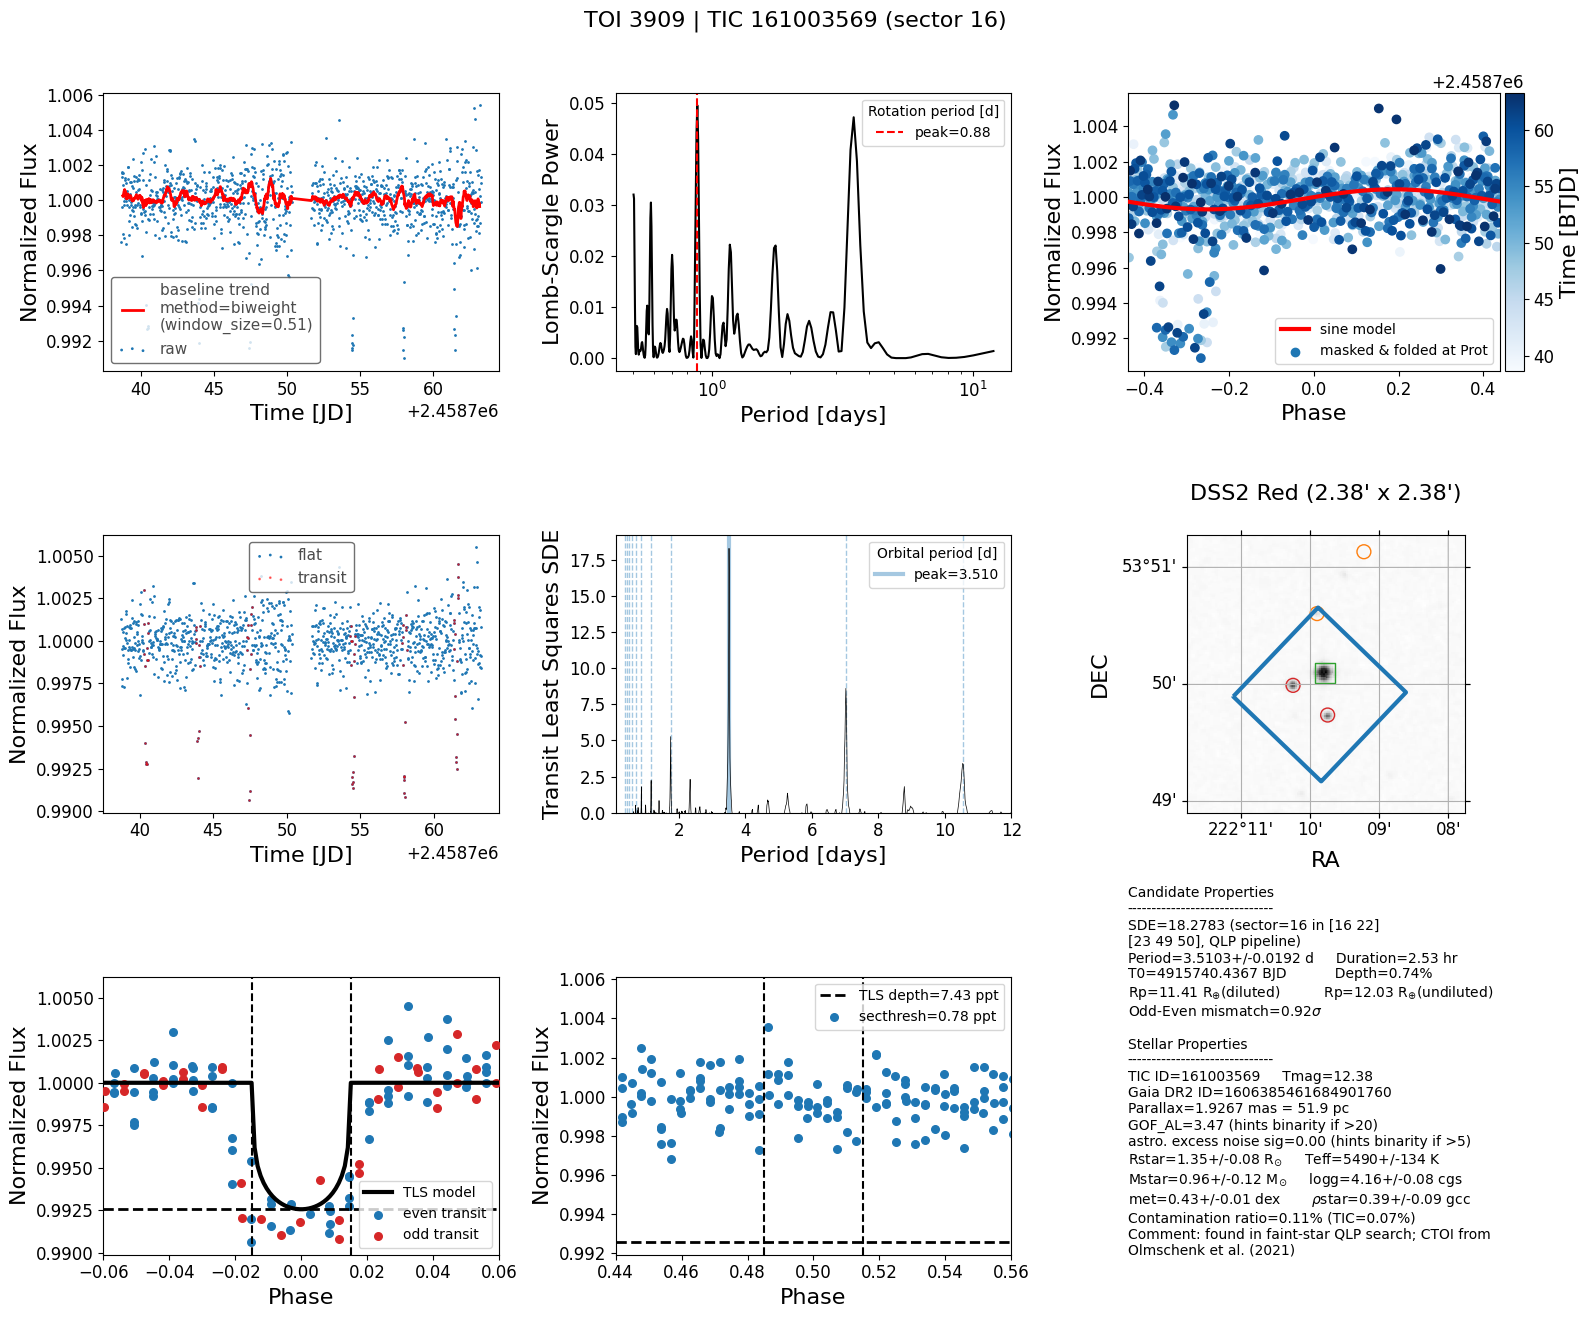 TOI 3909 | TIC 161003569 (sector 16)
1.006
1.004
1.002
1.000
0.998
0.996
0.994
0.992
Normalized Flux
baseline trend
method=biweight
(window_size=0.51)
raw
40 45 50 55 60
Time [JD]
+2.4587e6
0.05
0.04
0.03
0.02
0.01
0.00
Lomb-Scargle Power
Rotation period [d]
peak=0.88
10⁰ 10¹
Period [days]
+2.4587e6
1.004
1.002
1.000
0.998
0.996
0.994
0.992
Normalized Flux
sine model
masked & folded at Prot
−0.4 −0.2 0.0 0.2 0.4
Phase
60
55
50
45
40
Time [BTJD]
1.0050
1.0025
1.0000
0.9975
0.9950
0.9925
0.9900
Normalized Flux
flat
transit
40 45 50 55 60
Time [JD]
+2.4587e6
17.5
15.0
12.5
10.0
7.5
5.0
2.5
0.0
Transit Least Squares SDE
Orbital period [d]
peak=3.510
2 4 6 8 10 12
Period [days]
DSS2 Red (2.38' x 2.38')
53°51'
50'
49'
DEC
222°11' 10' 09' 08'
RA
1.0050
1.0025
1.0000
0.9975
0.9950
0.9925
0.9900
Normalized Flux
TLS model
even transit
odd transit
−0.06 −0.04 −0.02 0.00 0.02 0.04 0.06
Phase
1.006
1.004
1.002
1.000
0.998
0.996
0.994
0.992
Normalized Flux
TLS depth=7.43 ppt
secthresh=0.78 ppt
0.44 0.46 0.48 0.50 0.52 0.54 0.56
Phase
Candidate Properties
------------------------------
SDE=18.2783 (sector=16 in [16 22]
[23 49 50], QLP pipeline)
Period=3.5103+/-0.0192 d Duration=2.53 hr
T0=4915740.4367 BJD Depth=0.74%
Rp=11.41 R⊕(diluted) Rp=12.03 R⊕(undiluted)
Odd-Even mismatch=0.92σ
Stellar Properties
------------------------------
TIC ID=161003569 Tmag=12.38
Gaia DR2 ID=1606385461684901760
Parallax=1.9267 mas = 51.9 pc
GOF_AL=3.47 (hints binarity if >20)
astro. excess noise sig=0.00 (hints binarity if >5)
Rstar=1.35+/-0.08 R⊙ Teff=5490+/-134 K
Mstar=0.96+/-0.12 M⊙ logg=4.16+/-0.08 cgs
met=0.43+/-0.01 dex ρstar=0.39+/-0.09 gcc
Contamination ratio=0.11% (TIC=0.07%)
Comment: found in faint-star QLP search; CTOI from
Olmschenk et al. (2021)